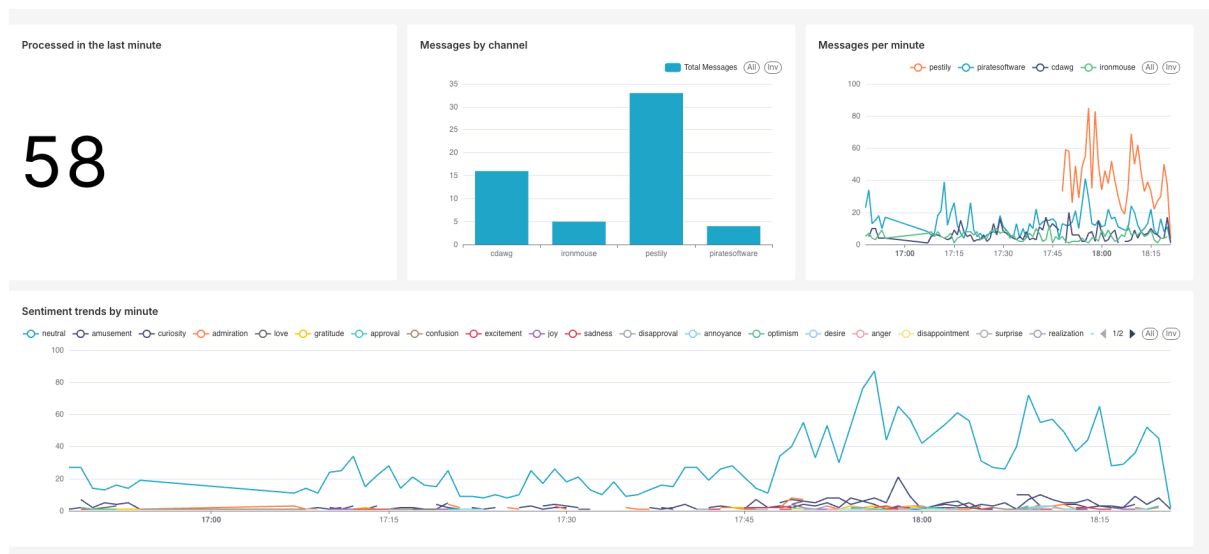 Processed in the last minute
58
Messages by channel
Total Messages All Inv
35
30
25
20
15
10
5
0
cdawg ironmouse pestily piratesoftware
Messages per minute
pestily piratesoftware cdawg ironmouse All Inv
100
80
60
40
20
0
17:00 17:15 17:30 17:45 18:00 18:15
Sentiment trends by minute
neutral amusement curiosity admiration love gratitude approval confusion excitement joy sadness disapproval annoyance optimism desire anger disappointment surprise realization 1/2 All Inv
100
80
60
40
20
0
17:00 17:15 17:30 17:45 18:00 18:15